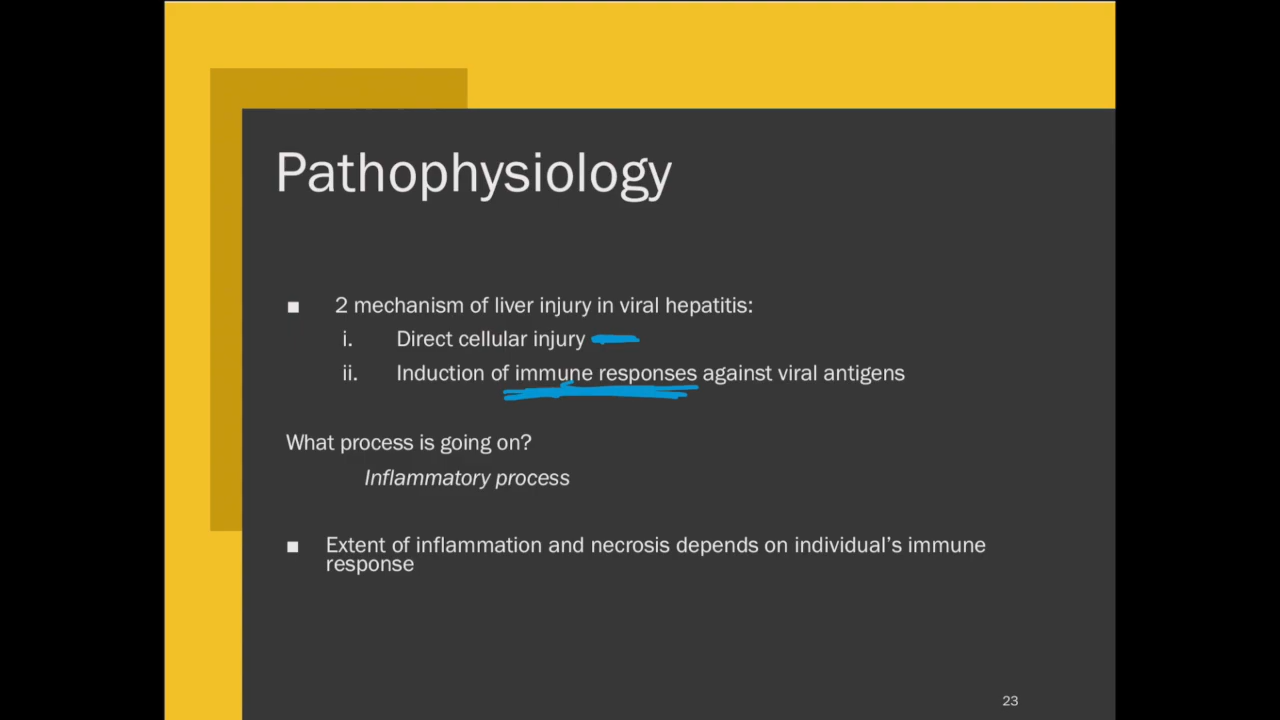 Pathophysiology
■ 2 mechanism of liver injury in viral hepatitis:
i. Direct cellular injury
ii. Induction of immune responses against viral antigens
What process is going on?
Inflammatory process
■ Extent of inflammation and necrosis depends on individual’s immune
response
23